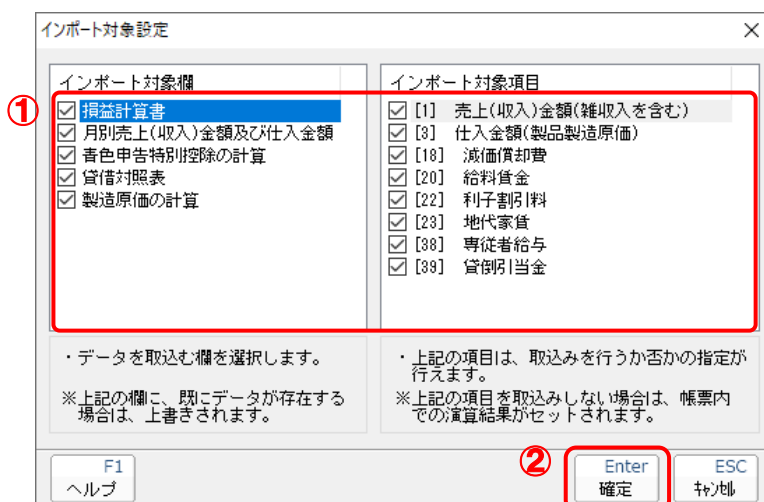 インポート対象設定
①
インポート対象欄
損益計算書
月別売上(収入)金額及び仕入金額
青色申告特別控除の計算
貸借対照表
製造原価の計算
インポート対象項目
[1] 売上(収入)金額(雑収入を含む)
[3] 仕入金額(製品製造原価)
[18] 減価償却費
[20] 給料賃金
[22] 利子割引料
[23] 地代家賃
[38] 専従者給与
[39] 貸倒引当金
・データを取込む欄を選択します。
※上記の欄に、既にデータが存在する
場合は、上書きされます。
・上記の項目は、取込みを行うか否かの指定が
行えます。
※上記の項目を取込みしない場合は、帳票内
での演算結果がセットされます。
②
F1
ヘルプ
Enter
確定
ESC
ｷｬﾝｾﾙ